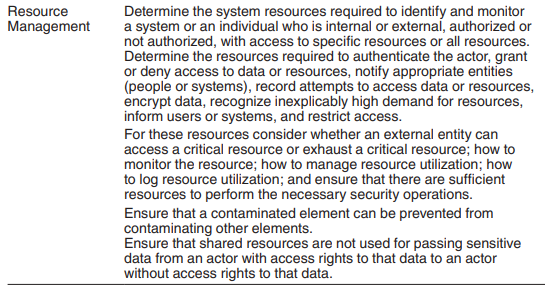 Resource Management
Determine the system resources required to identify and monitor
a system or an individual who is internal or external, authorized or
not authorized, with access to specific resources or all resources.
Determine the resources required to authenticate the actor, grant
or deny access to data or resources, notify appropriate entities
(people or systems), record attempts to access data or resources,
encrypt data, recognize inexplicably high demand for resources,
inform users or systems, and restrict access.
For these resources consider whether an external entity can
access a critical resource or exhaust a critical resource; how to
monitor the resource; how to manage resource utilization; how
to log resource utilization; and ensure that there are sufficient
resources to perform the necessary security operations.
Ensure that a contaminated element can be prevented from
contaminating other elements.
Ensure that shared resources are not used for passing sensitive
data from an actor with access rights to that data to an actor
without access rights to that data.